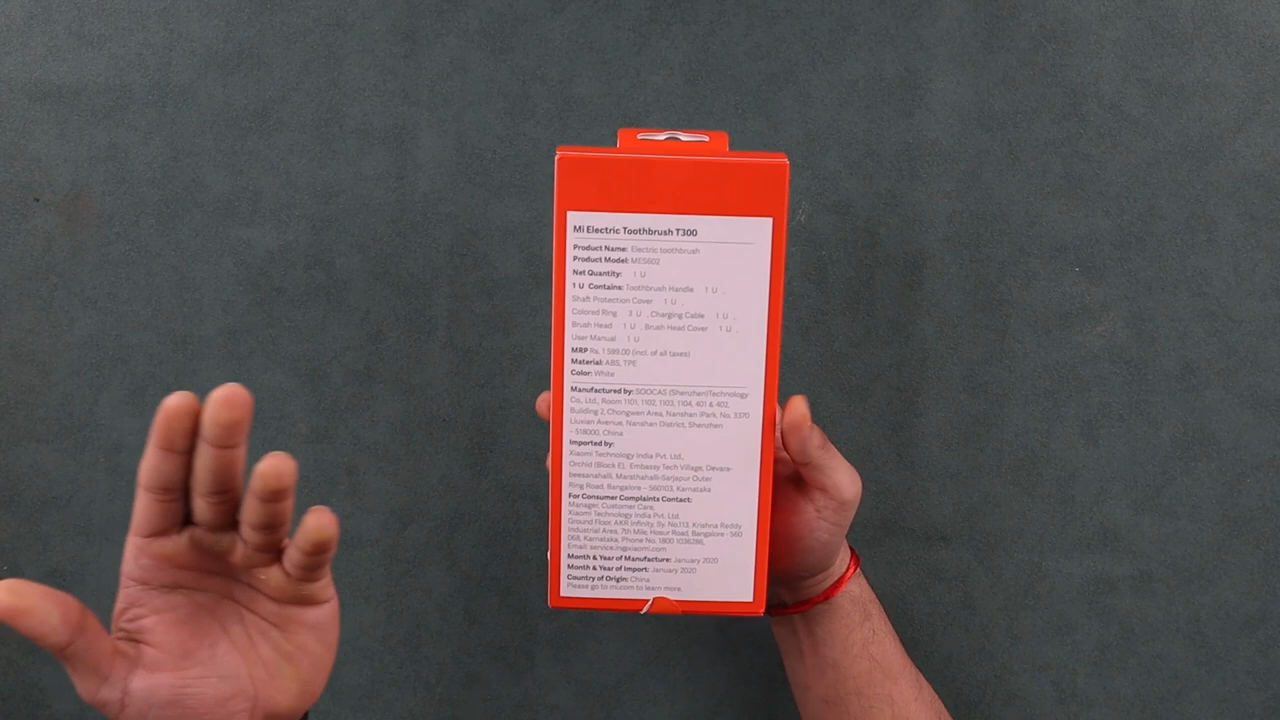 Mi Electric Toothbrush T300
Product Name: Electric toothbrush
Product Model: MES602
Net Quantity: 1 U
1 U Contains: Toothbrush Handle 1 U ,
Shaft Protection Cover 1 U ,
Colored Ring 3 U , Charging Cable 1 U ,
Brush Head 1 U , Brush Head Cover 1 U ,
User Manual 1 U
MRP Rs. 1 599.00 (incl. of all taxes)
Material: ABS, TPE
Color: White
Manufactured by: SOOCAS (Shenzhen)Technology
Co., Ltd., Room 1101, 1102, 1103, 1104, 401 & 402,
Building 2, Chongwen Area, Nanshan iPark, No. 3370
Liuxian Avenue, Nanshan District, Shenzhen
- 518000, China
Imported by:
Xiaomi Technology India Pvt. Ltd.,
Orchid (Block E), Embassy Tech Village, Devara-
beesanahalli, Marathahalli-Sarjapur Outer
Ring Road, Bangalore - 560103, Karnataka
For Consumer Complaints Contact:
Manager, Customer Care,
Xiaomi Technology India Pvt. Ltd.
Ground Floor, AKR Infinity, Sy. No.113, Krishna Reddy
Industrial Area, 7th Mile, Hosur Road, Bangalore - 560
068, Karnataka, Phone No. 1800 1036286,
Email: service.in@xiaomi.com
Month & Year of Manufacture: January 2020
Month & Year of Import: January 2020
Country of Origin: China
Please go to mi.com to learn more.